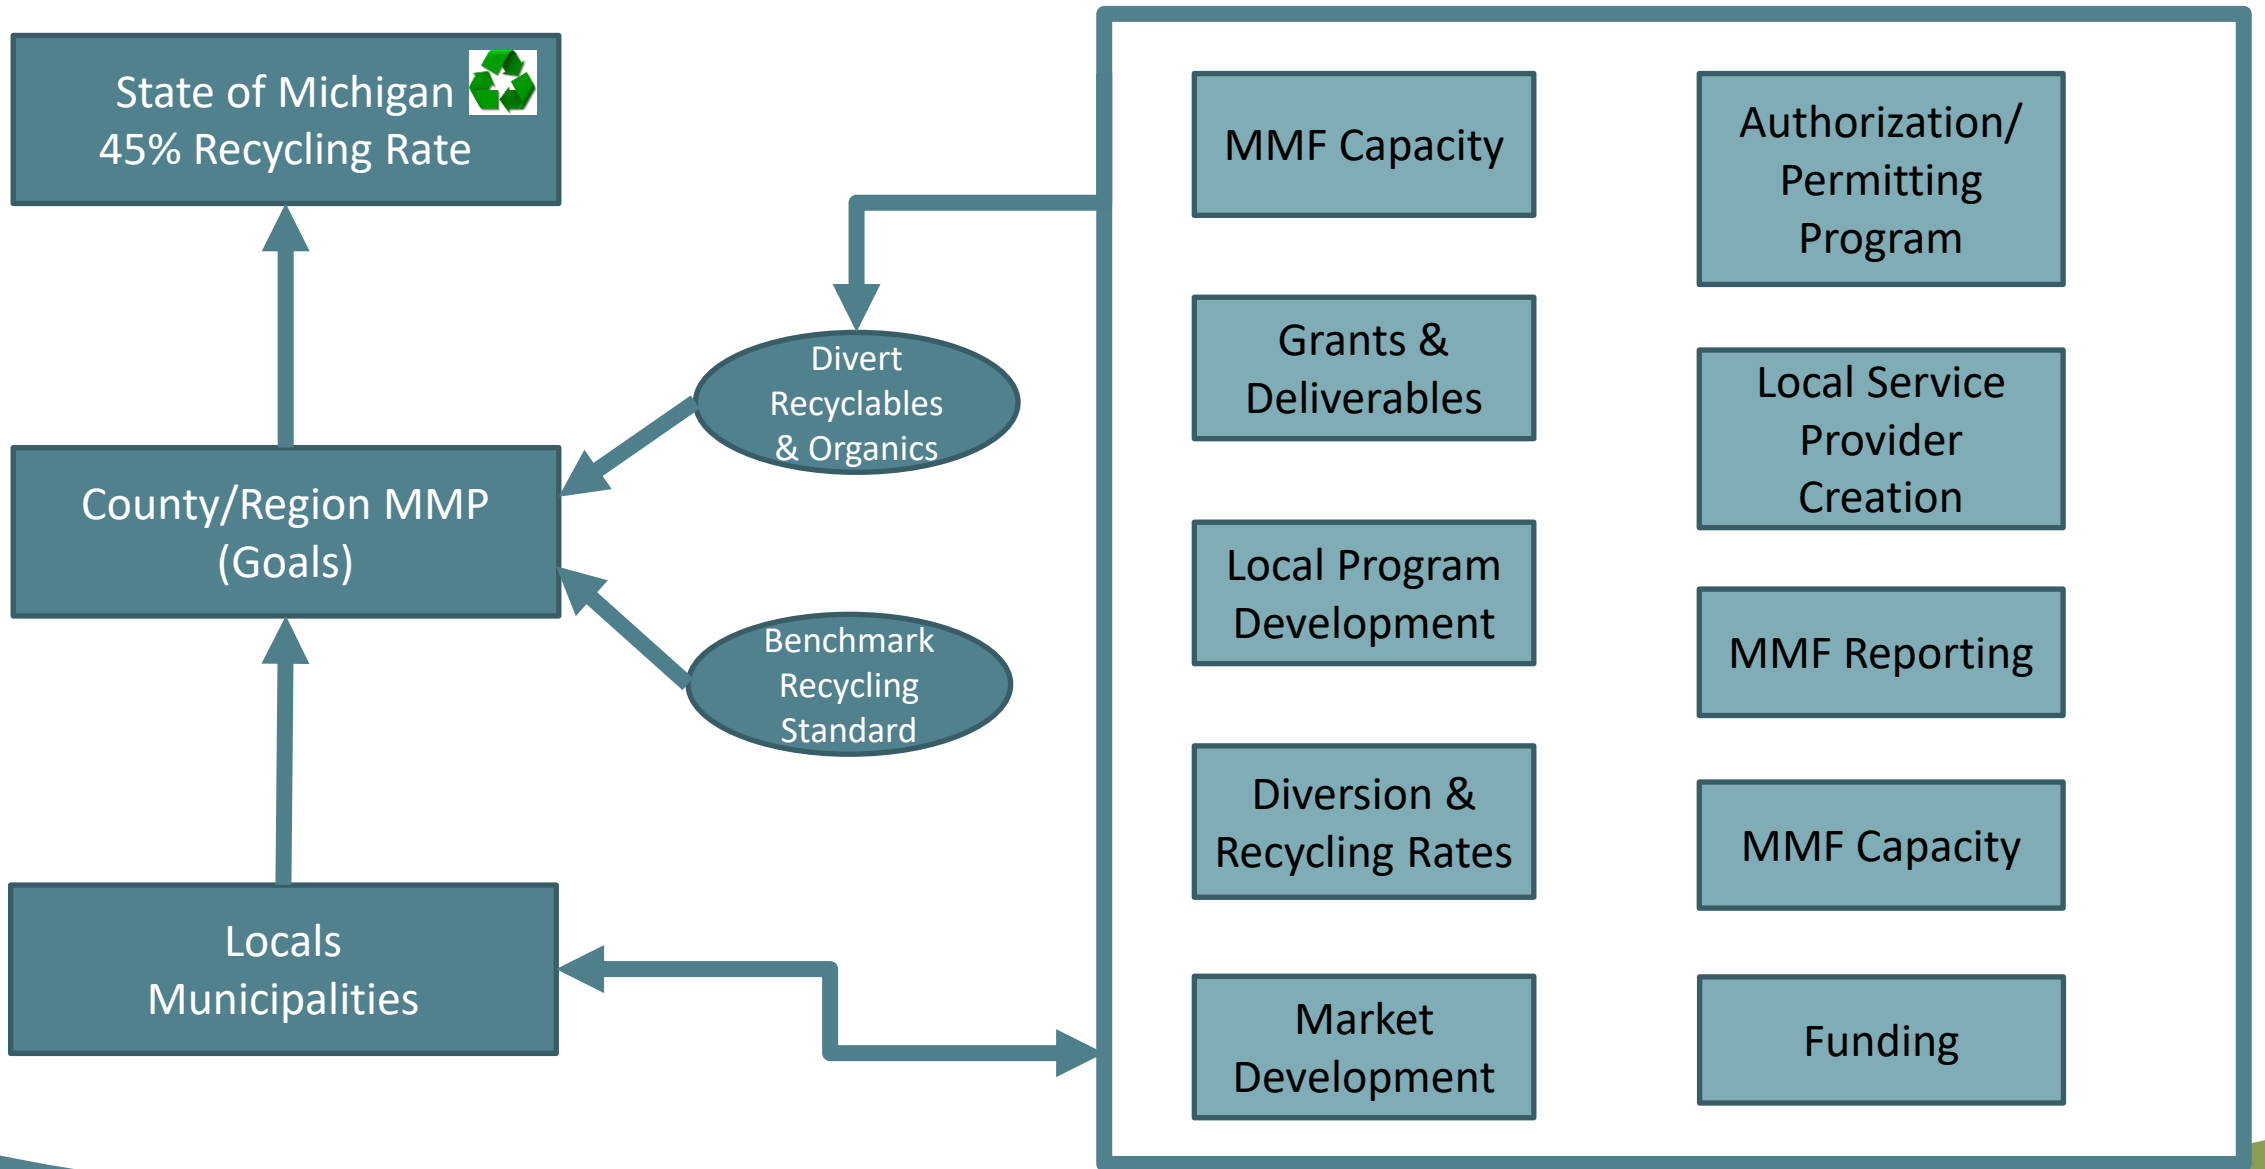 State of Michigan
45% Recycling Rate
County/Region MMP
(Goals)
Locals
Municipalities
Divert
Recyclables
& Organics
Benchmark
Recycling
Standard
MMF Capacity
Grants &
Deliverables
Local Program
Development
Diversion &
Recycling Rates
Market
Development
Authorization/
Permitting
Program
Local Service
Provider
Creation
MMF Reporting
MMF Capacity
Funding